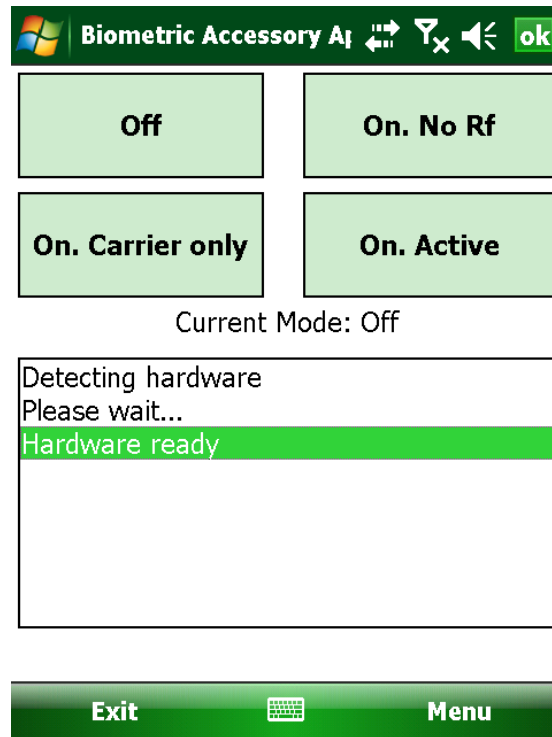 Biometric Accessory Ap
ok
Off
On. No Rf
On. Carrier only
On. Active
Current Mode: Off
Detecting hardware
Please wait...
Hardware ready
Exit
Menu